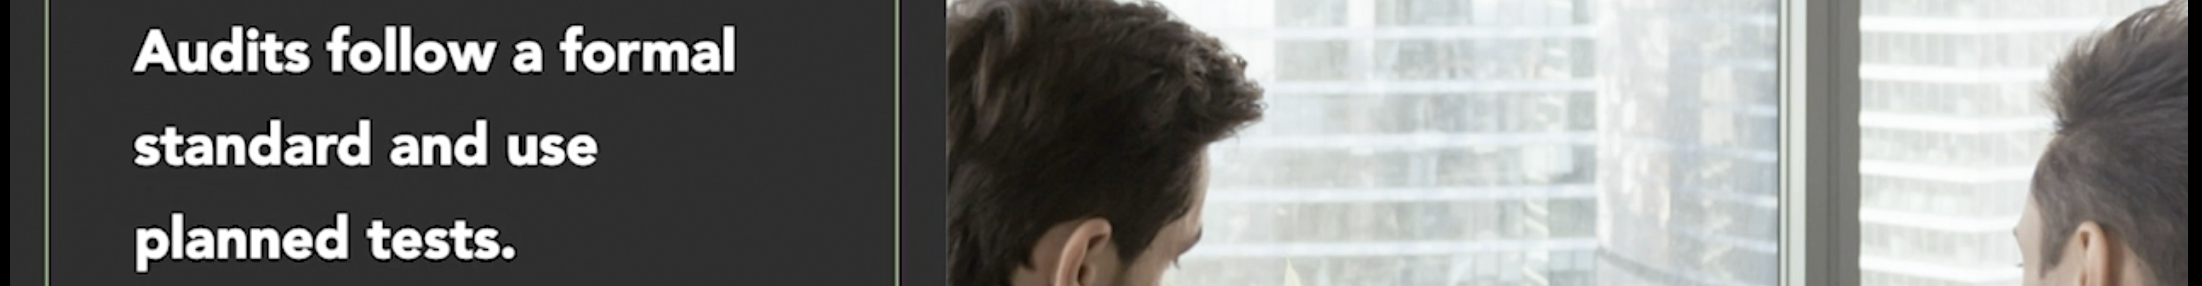 Audits follow a formal
standard and use
planned tests.